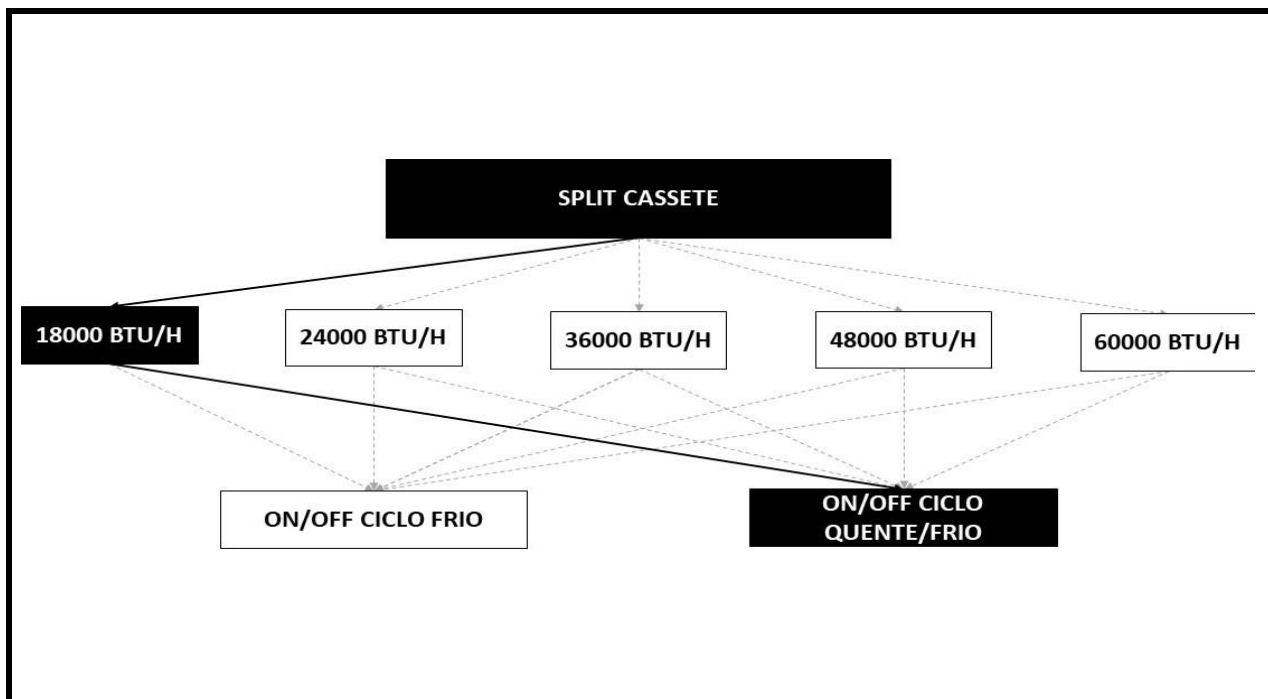 SPLIT CASSETE
18000 BTU/H
24000 BTU/H
36000 BTU/H
48000 BTU/H
60000 BTU/H
ON/OFF CICLO FRIO
ON/OFF CICLO
QUENTE/FRIO